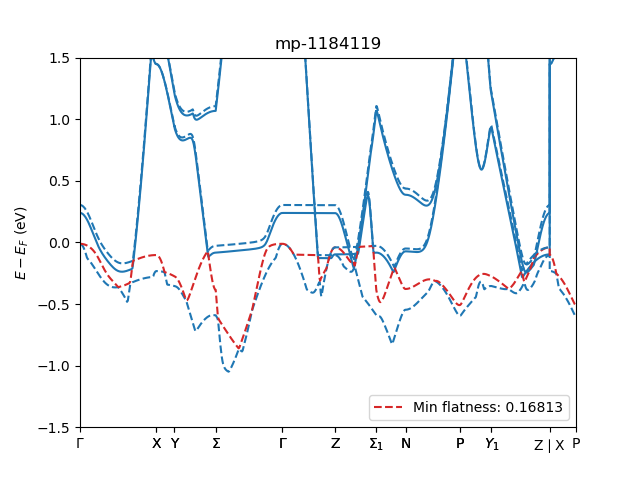 mp-1184119
E − E_F (eV)
1.5
1.0
0.5
0.0
−0.5
−1.0
−1.5
Min flatness: 0.16813
Γ X Y Σ Γ Z Σ₁ N P Y₁ Z | X P